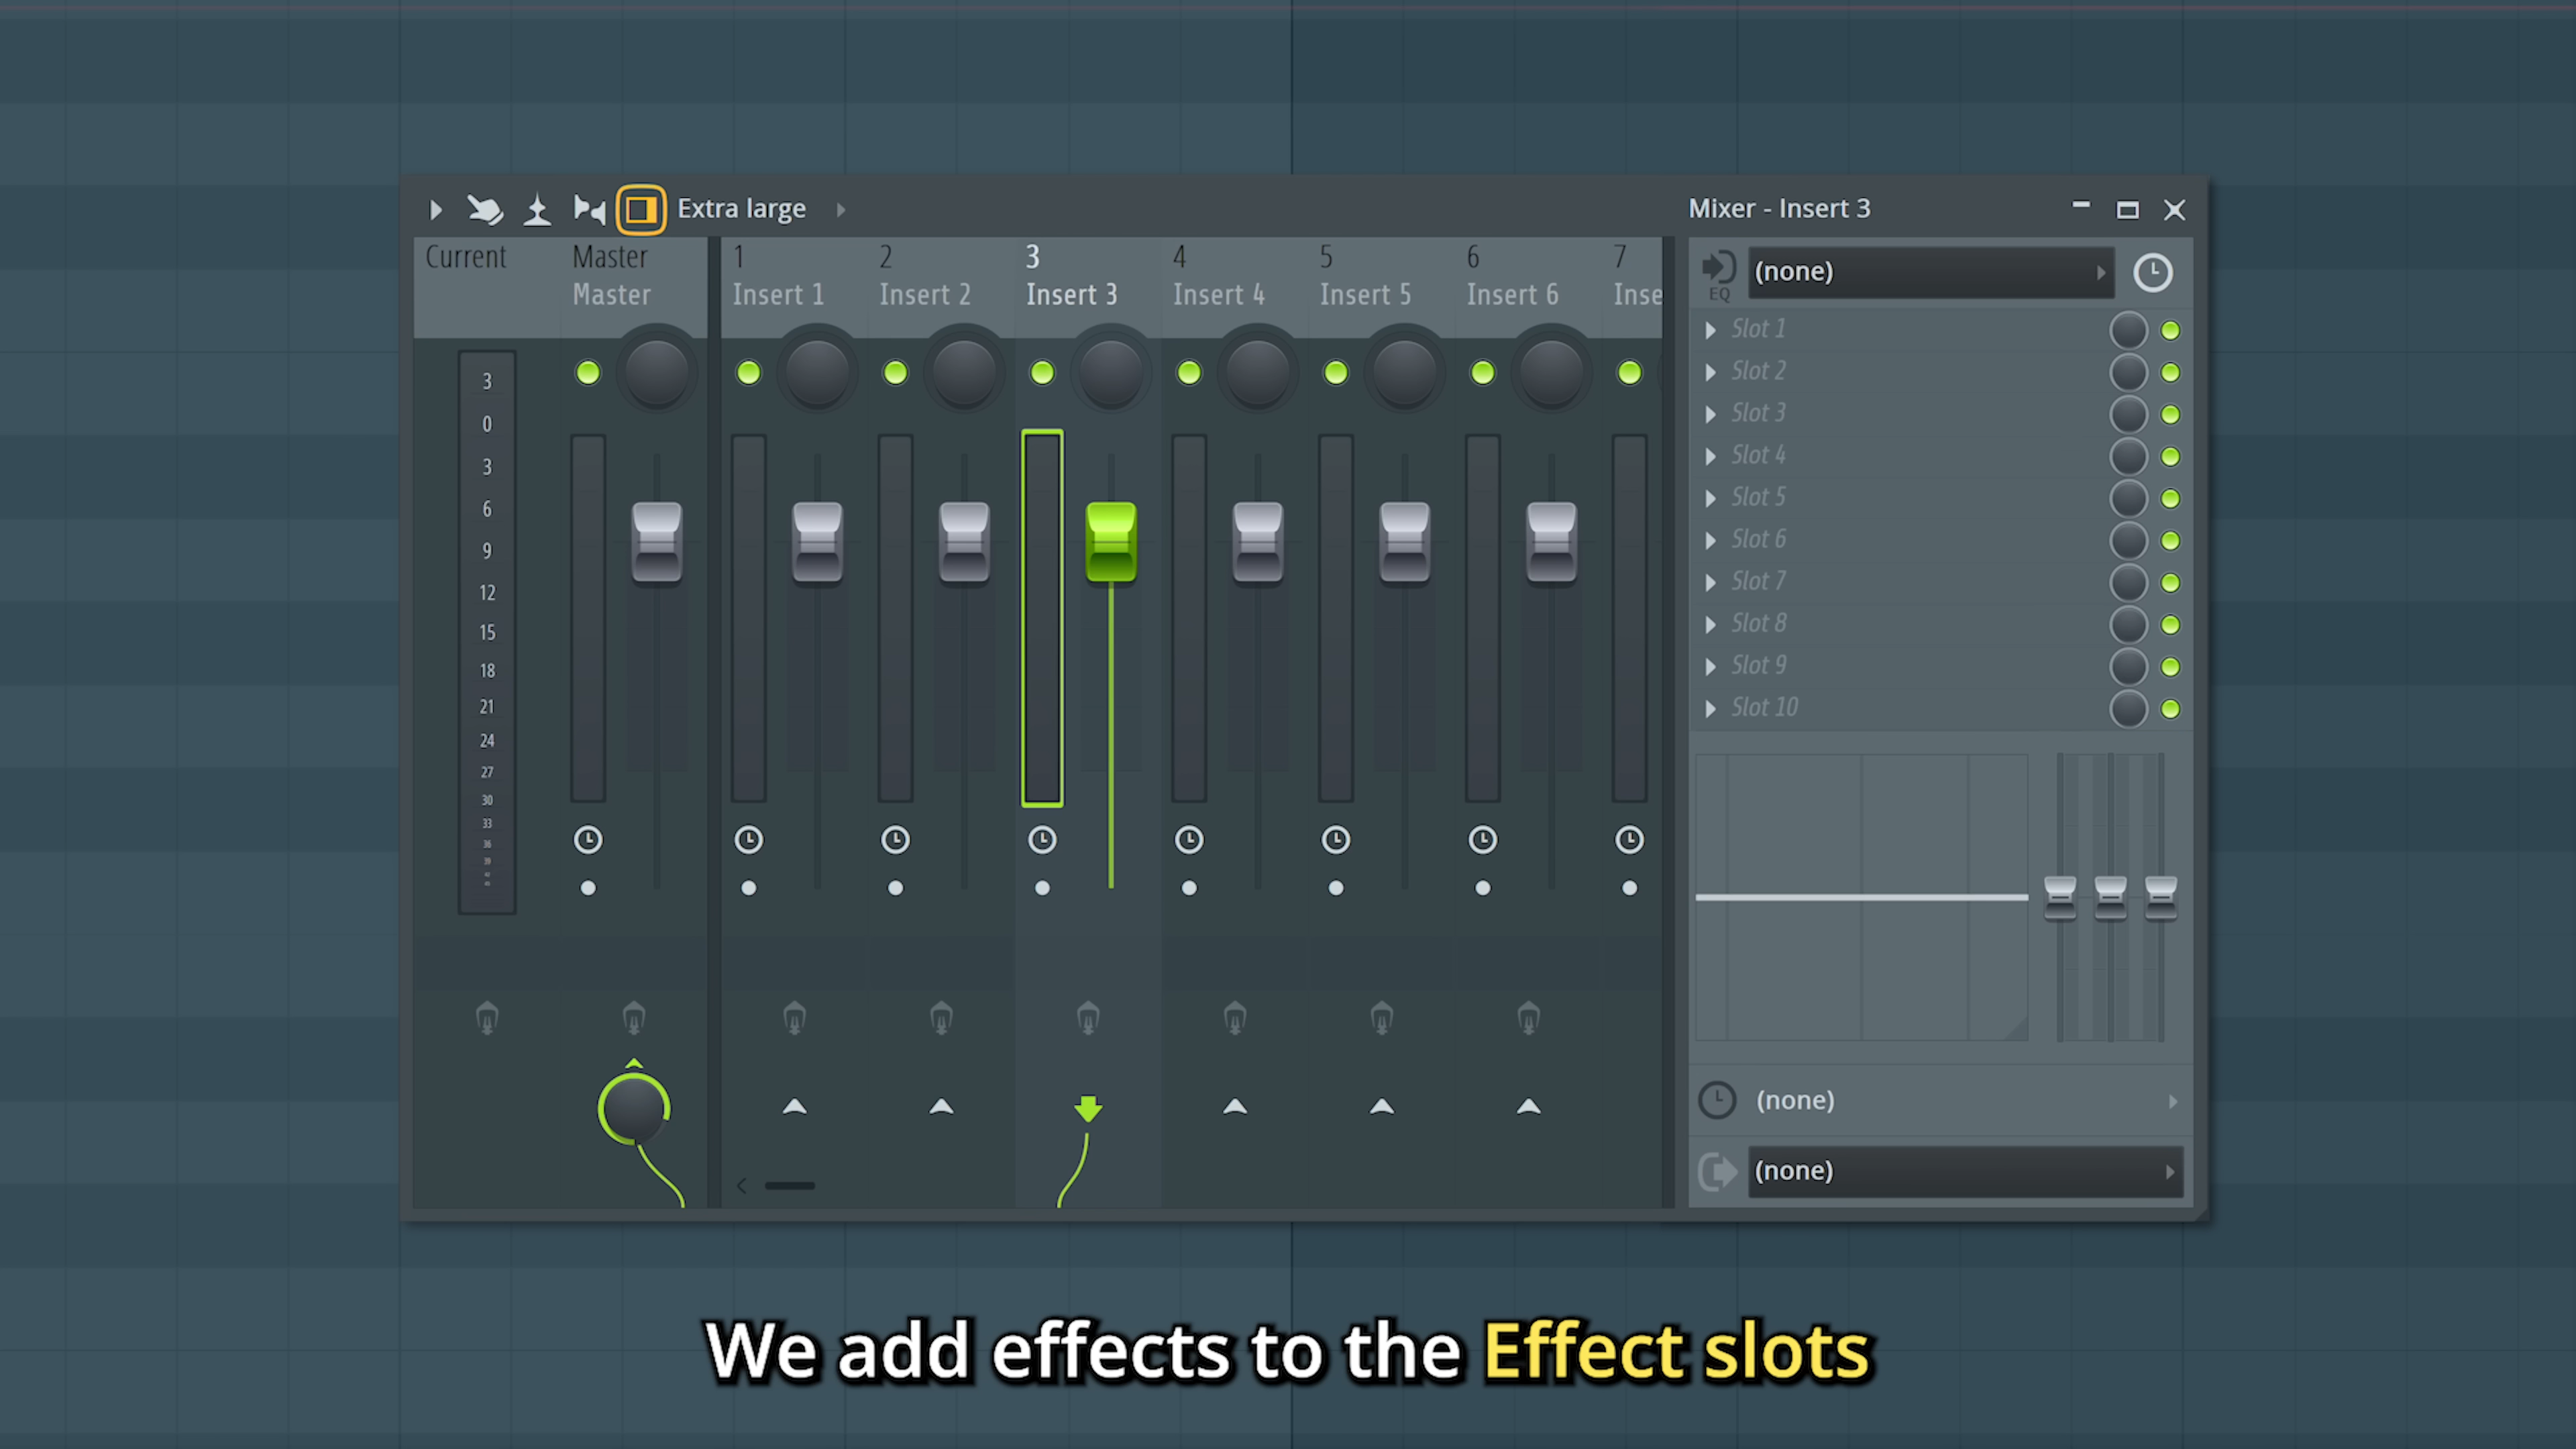 Extra large
Mixer - Insert 3
Current
Master
Master
1
Insert 1
2
Insert 2
3
Insert 3
4
Insert 4
5
Insert 5
6
Insert 6
7
Inse
3
0
3
6
9
12
15
18
21
24
27
30
33
36
39
EQ
(none)
Slot 1
Slot 2
Slot 3
Slot 4
Slot 5
Slot 6
Slot 7
Slot 8
Slot 9
Slot 10
(none)
(none)
We add effects to the Effect slots